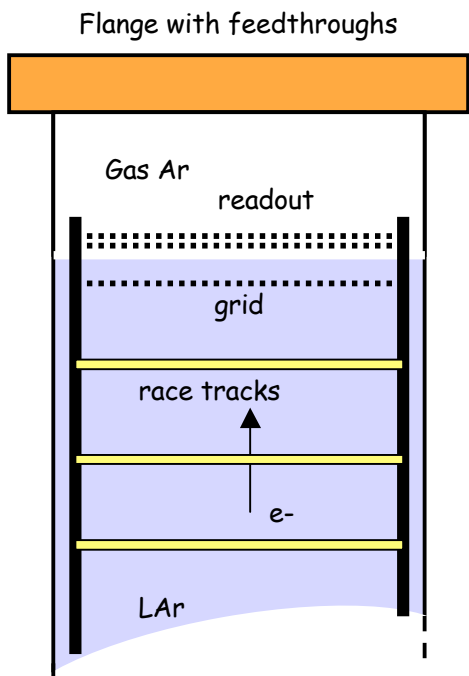 Flange with feedthroughs
Gas Ar
readout
grid
race tracks
e-
LAr